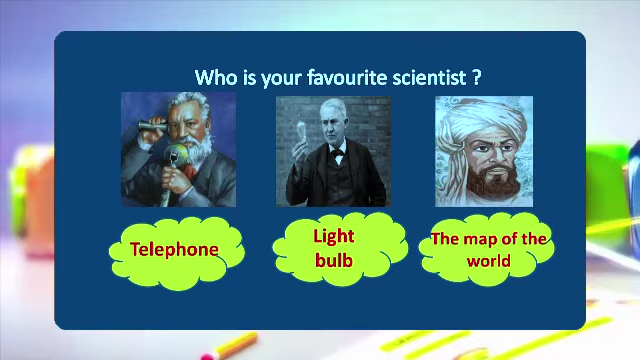 Who is your favourite scientist ?
Telephone
Light
bulb
The map of the
world